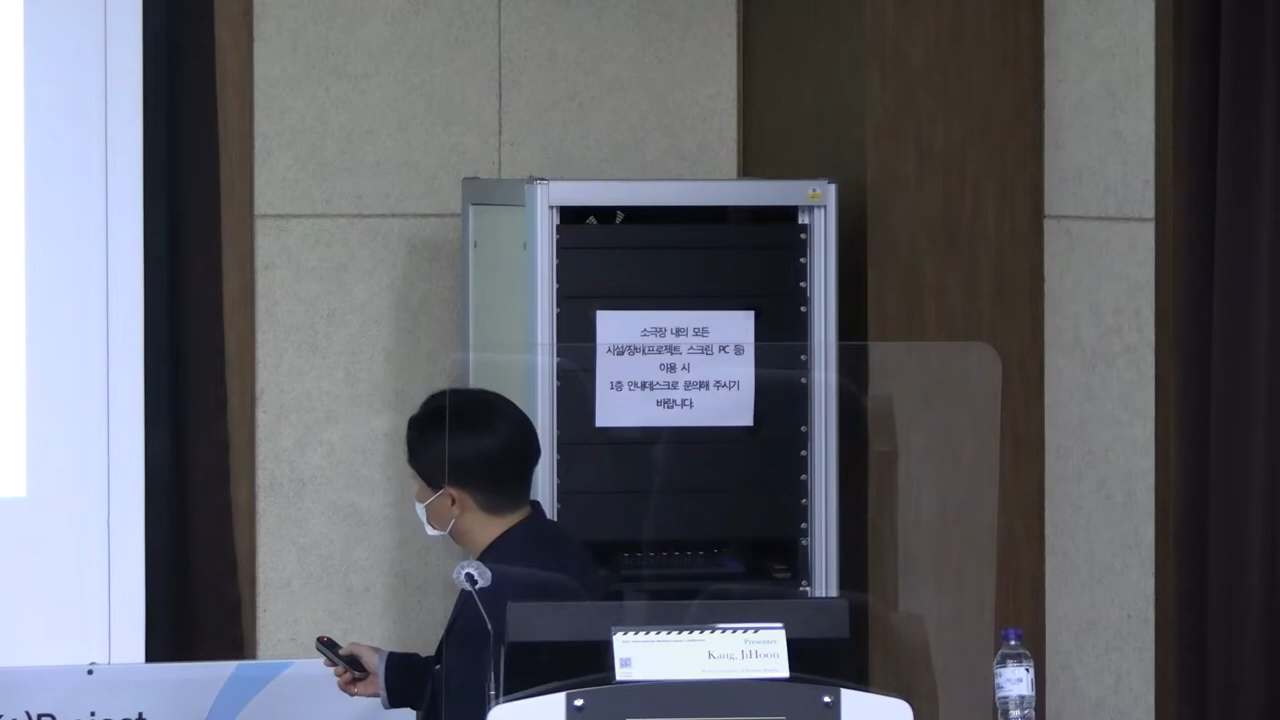 소극장 내의 모든
시설/장비(프로젝트, 스크린, PC 등)
이용 시
1층 안내데스크로 문의해 주시기
바랍니다.
Presenter
Kang, JiHoon
Project